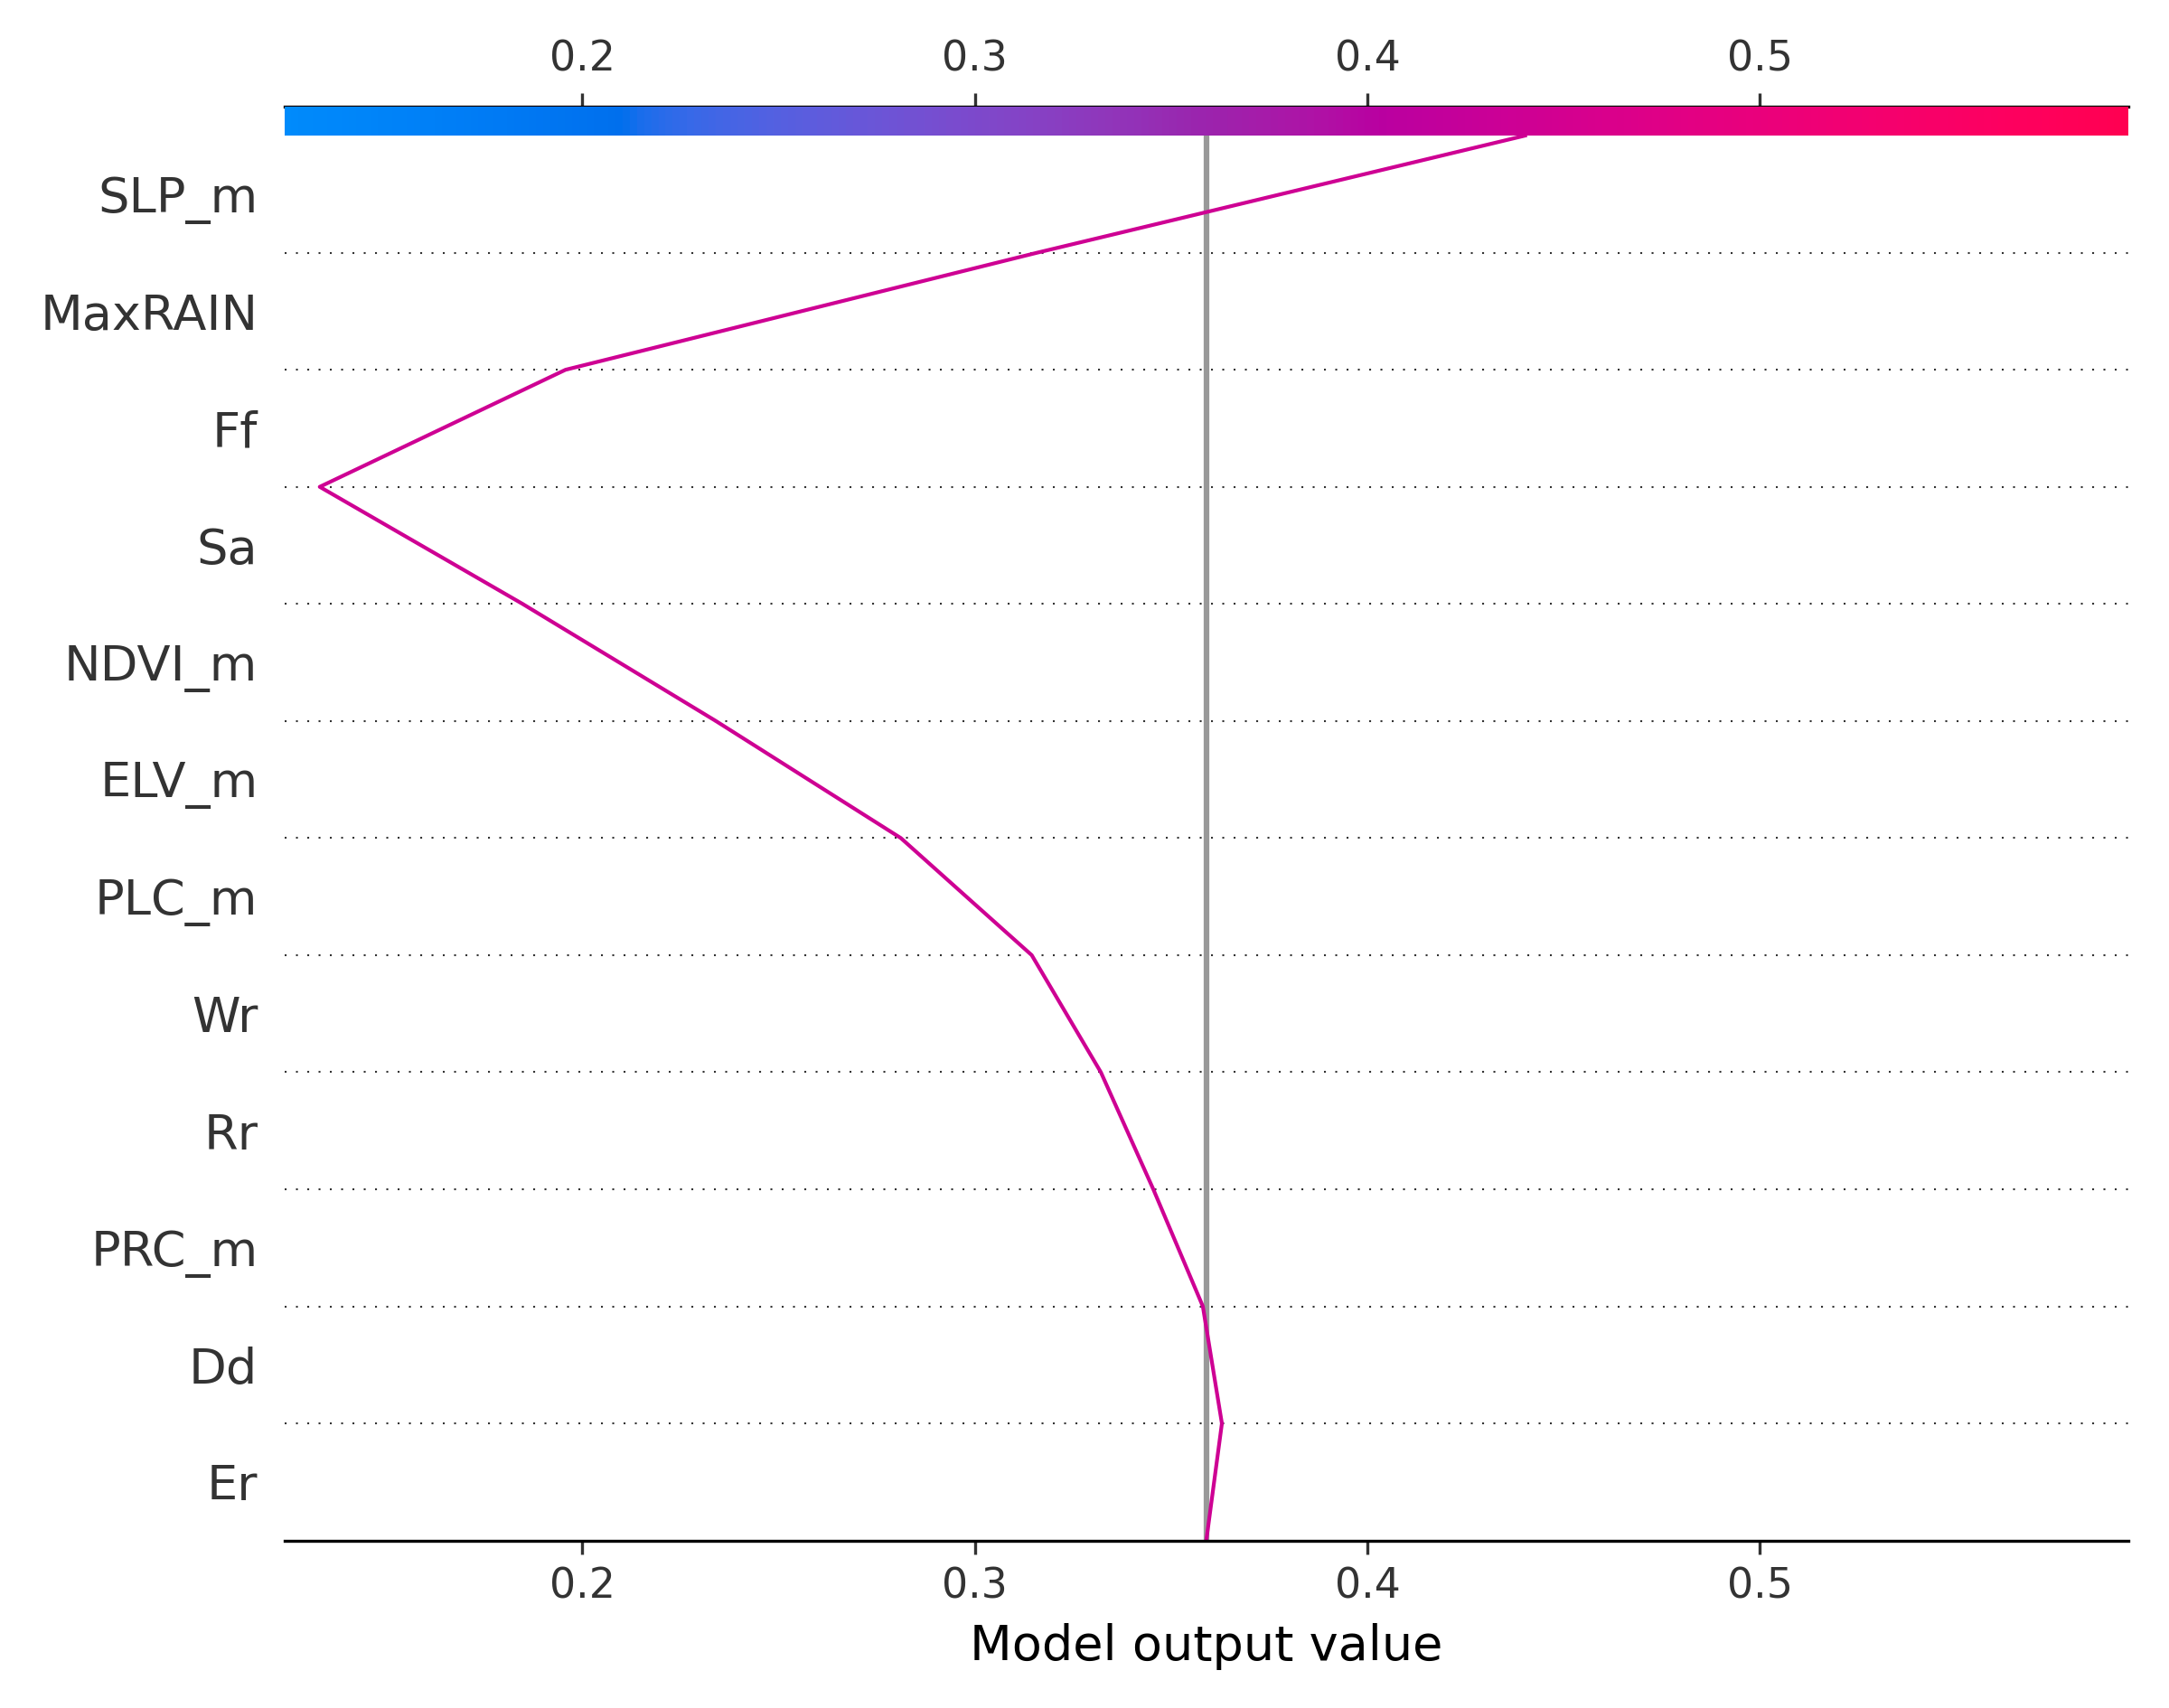 0.2 0.3 0.4 0.5
SLP_m
MaxRAIN
Ff
Sa
NDVI_m
ELV_m
PLC_m
Wr
Rr
PRC_m
Dd
Er
0.2 0.3 0.4 0.5
Model output value